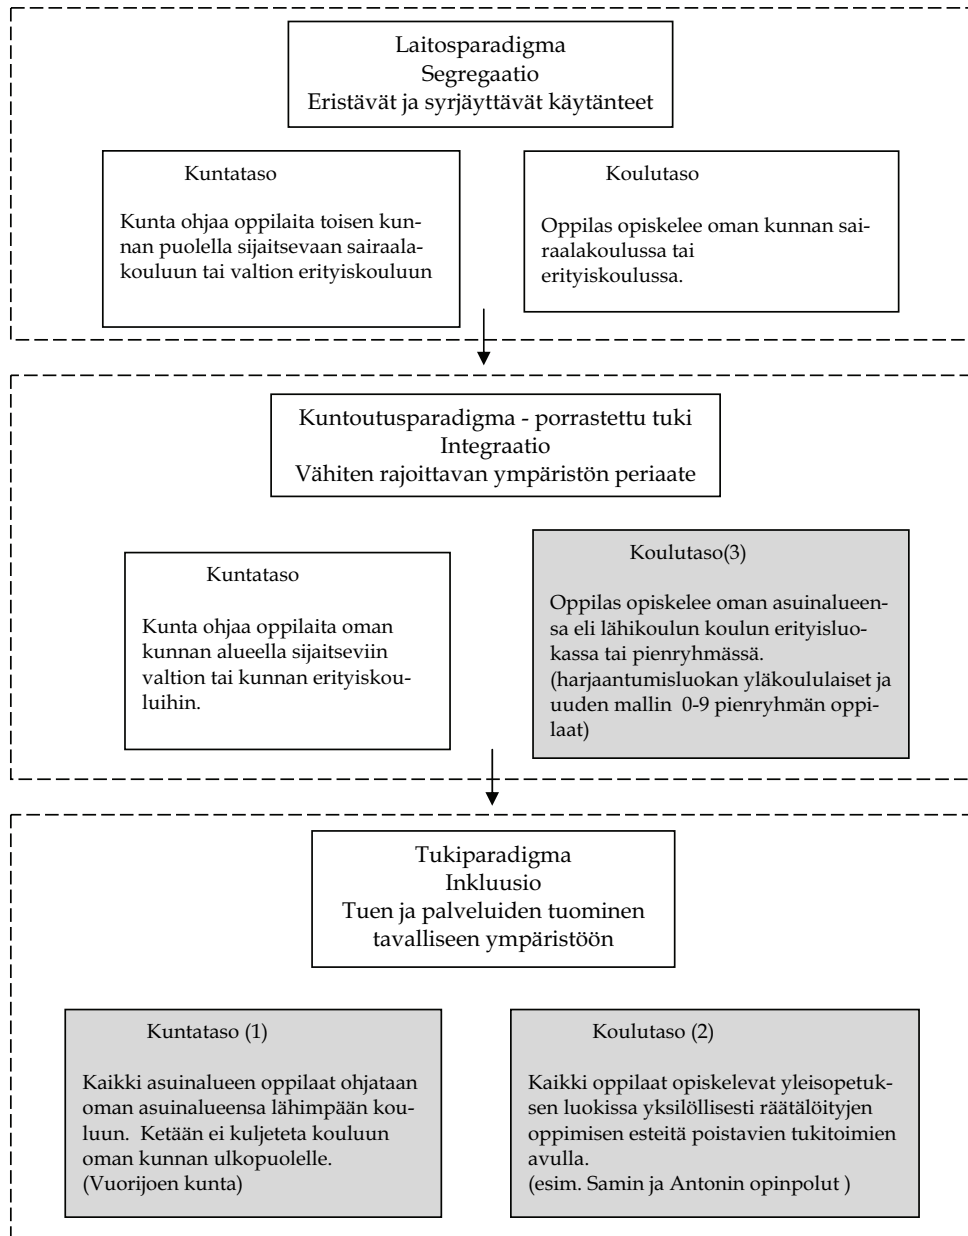 Laitosparadigma
Segregaatio
Eristävät ja syrjäyttävät käytänteet
Kuntataso
Kunta ohjaa oppilaita toisen kun-
nan puolella sijaitsevaan sairaala-
kouluun tai valtion erityiskouluun
Koulutaso
Oppilas opiskelee oman kunnan sai-
raalakoulussa tai
erityiskoulussa.
Kuntoutusparadigma - porrastettu tuki
Integraatio
Vähiten rajoittavan ympäristön periaate
Kuntataso
Kunta ohjaa oppilaita oman
kunnan alueella sijaitseviin
valtion tai kunnan erityiskou-
luihin.
Koulutaso(3)
Oppilas opiskelee oman asuinalueen-
sa eli lähikoulun koulun erityisluo-
kassa tai pienryhmässä.
(harjaantumisluokan yläkoululaiset ja
uuden mallin 0-9 pienryhmän oppi-
laat)
Tukiparadigma
Inkluusio
Tuen ja palveluiden tuominen
tavalliseen ympäristöön
Kuntataso (1)
Kaikki asuinalueen oppilaat ohjataan
oman asuinalueensa lähimpään kou-
luun. Ketään ei kuljeteta kouluun
oman kunnan ulkopuolelle.
(Vuorijoen kunta)
Koulutaso (2)
Kaikki oppilaat opiskelevat yleisopetuk-
sen luokissa yksilöllisesti räätälöityjen
oppimisen esteitä poistavien tukitoimien
avulla.
(esim. Samin ja Antonin opinpolut )